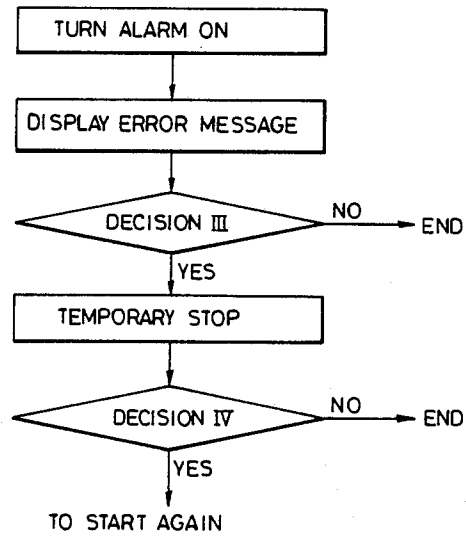 TURN ALARM ON
DISPLAY ERROR MESSAGE
DECISION III
NO
END
YES
TEMPORARY STOP
DECISION IV
NO
END
YES
TO START AGAIN